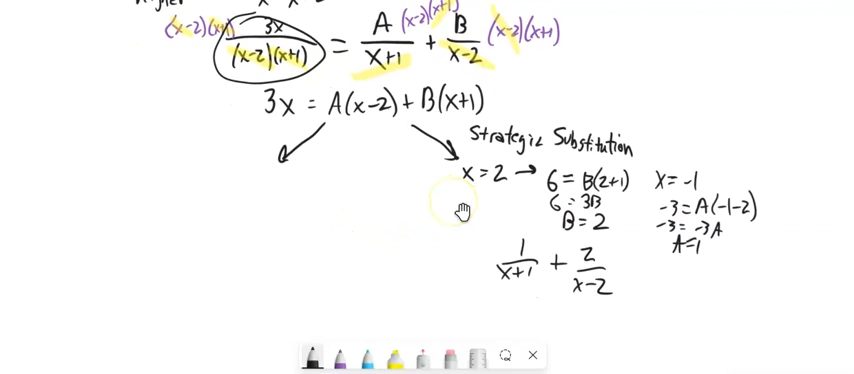 (x-2)(x+1) 3x/(x-2)(x+1) = A/x+1 (x-2)(x+1) + B/x-2 (x-2)(x+1)
3x = A(x-2) + B(x+1)
Strategic Substitution
x = 2 → 6 = B(2+1)
6 = 3B
B = 2
x = -1
-3 = A(-1-2)
-3 = -3A
A=1
1/x+1 + 2/x-2